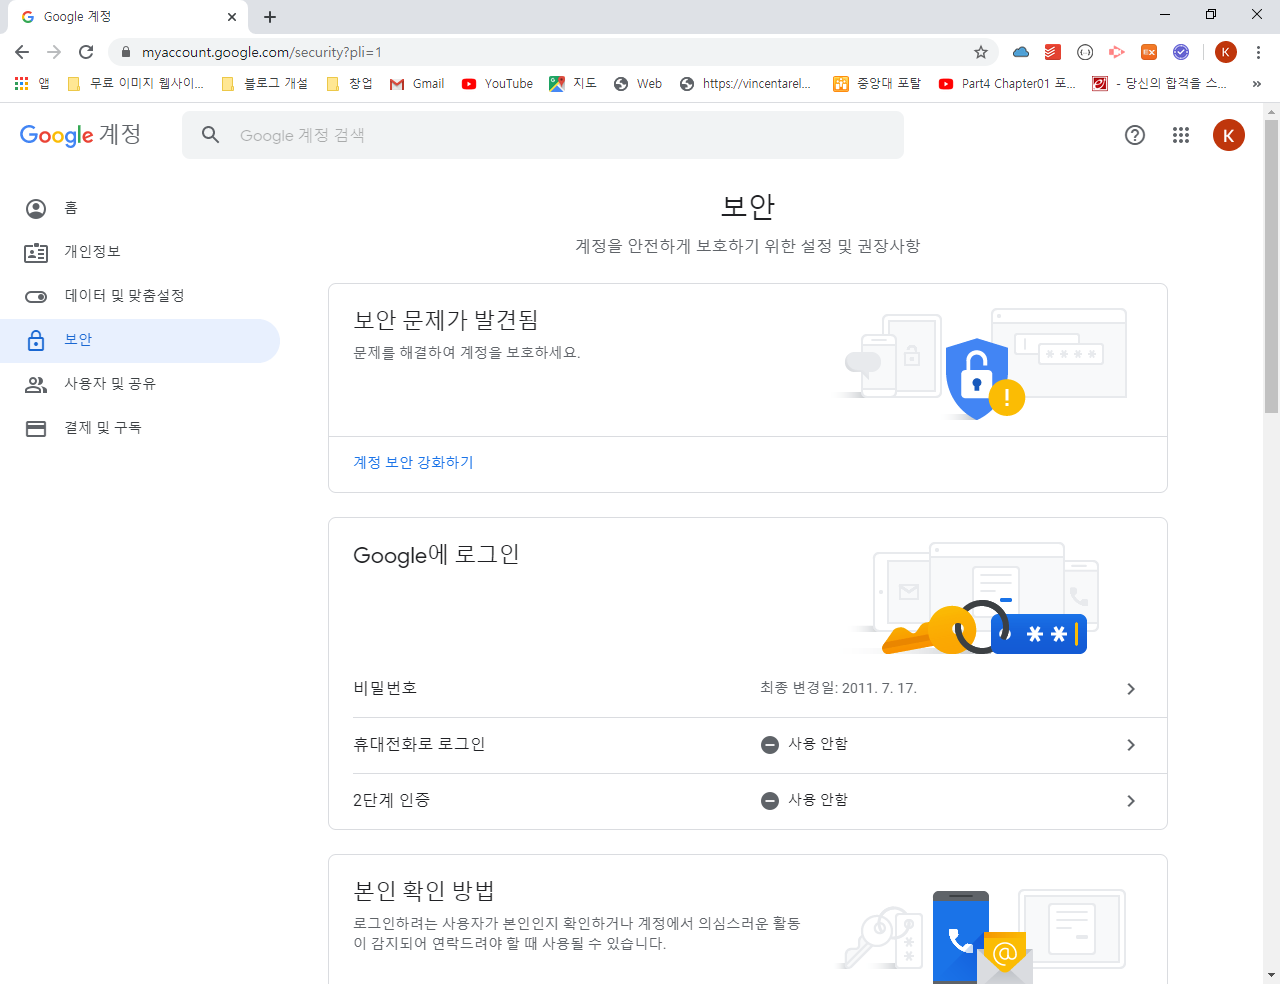 Google 계정
myaccount.google.com/security?pli=1
K
앱
무료 이미지 웹사이...
블로그 개설
창업
Gmail
YouTube
지도
Web
https://vincentarel...
중앙대 포탈
Part4 Chapter01 포...
- 당신의 합격을 스...
»
Google 계정
Google 계정 검색
K
홈
개인정보
데이터 및 맞춤설정
보안
사용자 및 공유
결제 및 구독
보안
계정을 안전하게 보호하기 위한 설정 및 권장사항
보안 문제가 발견됨
문제를 해결하여 계정을 보호하세요.
계정 보안 강화하기
Google에 로그인
비밀번호
최종 변경일: 2011. 7. 17.
휴대전화로 로그인
사용 안함
2단계 인증
사용 안함
본인 확인 방법
로그인하려는 사용자가 본인인지 확인하거나 계정에서 의심스러운 활동
이 감지되어 연락드려야 할 때 사용될 수 있습니다.